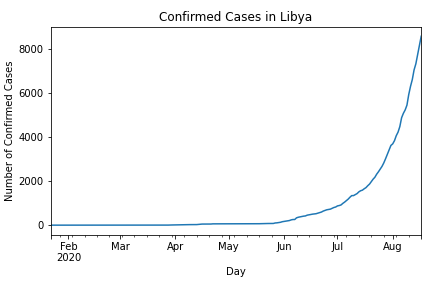 Confirmed Cases in Libya
Number of Confirmed Cases
8000
6000
4000
2000
0
Feb Mar Apr May Jun Jul Aug
2020
Day